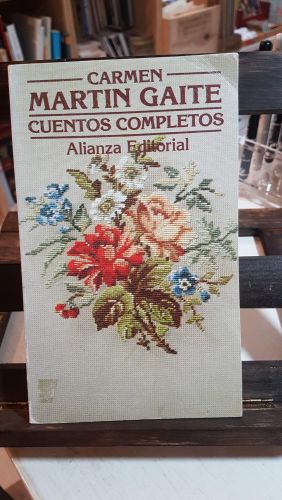 CARMEN
MARTIN GAITE
CUENTOS COMPLETOS
Alianza Editorial